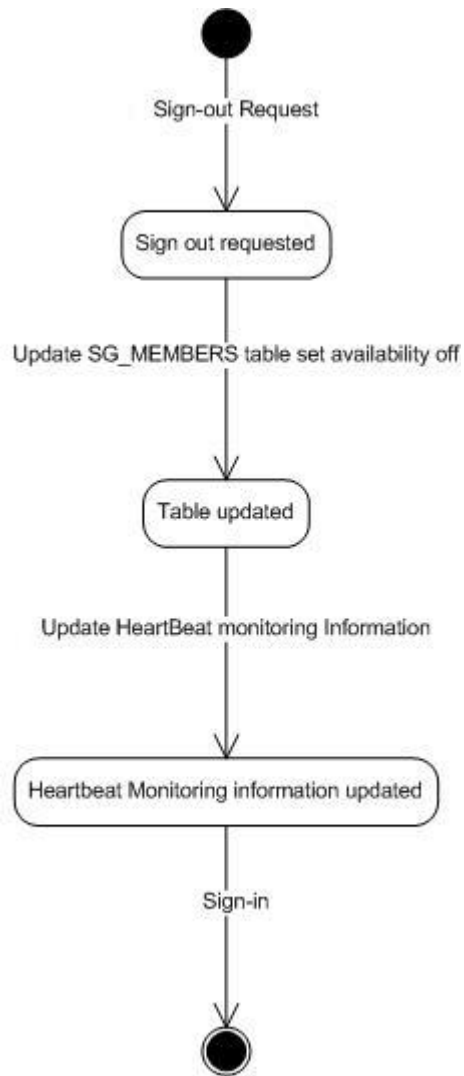 Sign-out Request
Sign out requested
Update SG_MEMBERS table set availability off
Table updated
Update HeartBeat monitoring Information
Heartbeat Monitoring information updated
Sign-in